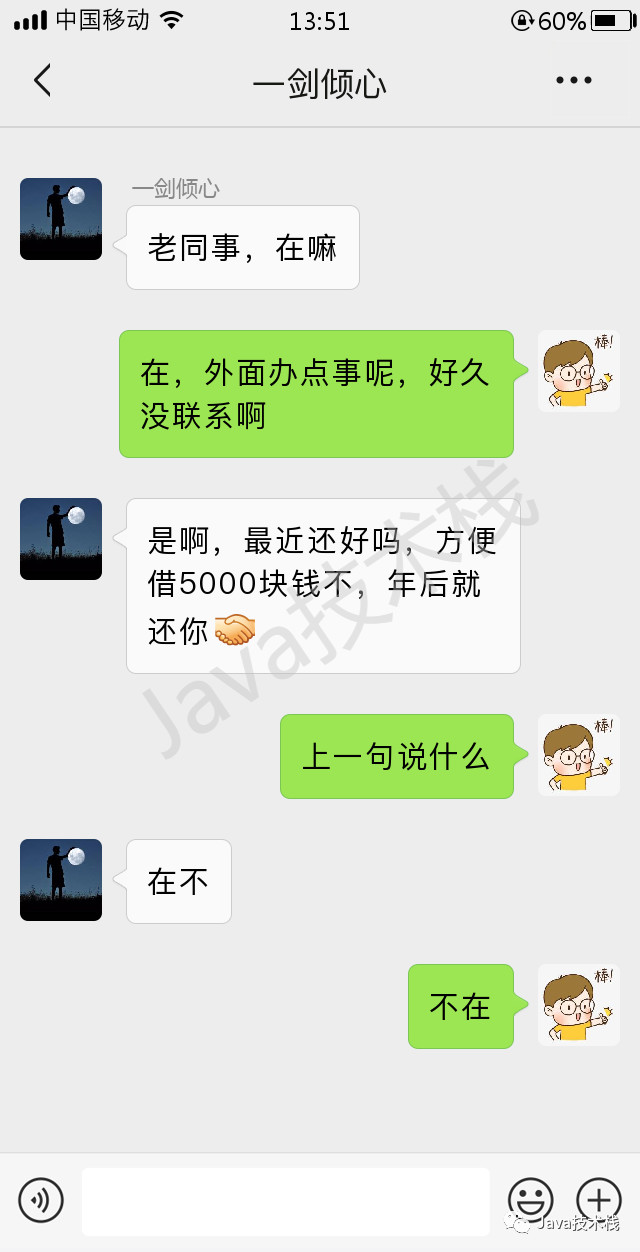 中国移动
13:51
60%
一剑倾心
一剑倾心
老同事，在嘛
棒!
在，外面办点事呢，好久
没联系啊
是啊，最近还好吗，方便
借5000块钱不，年后就
还你
Java技术栈
棒!
上一句说什么
在不
棒!
不在
Java技术栈